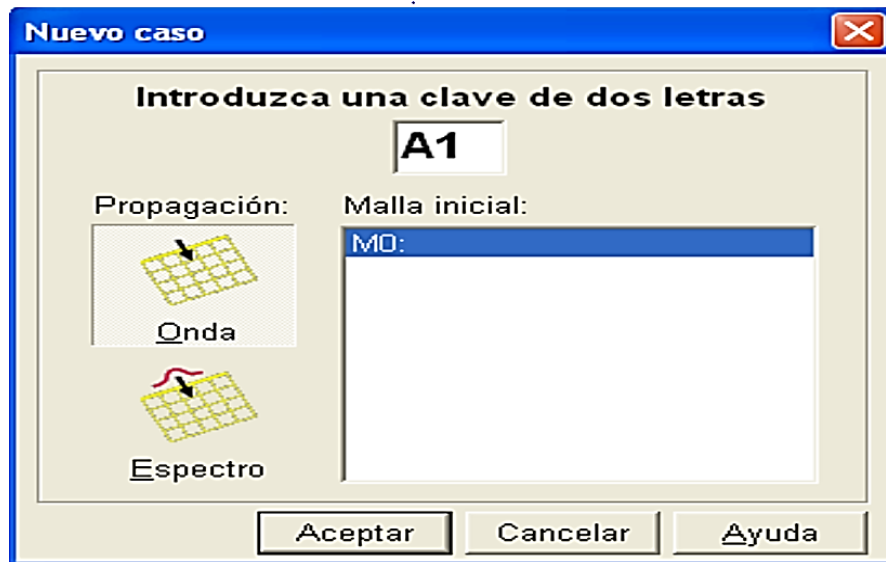 Nuevo caso
Introduzca una clave de dos letras
A1
Propagación:
Malla inicial:
M0:
Onda
Espectro
Aceptar
Cancelar
Ayuda